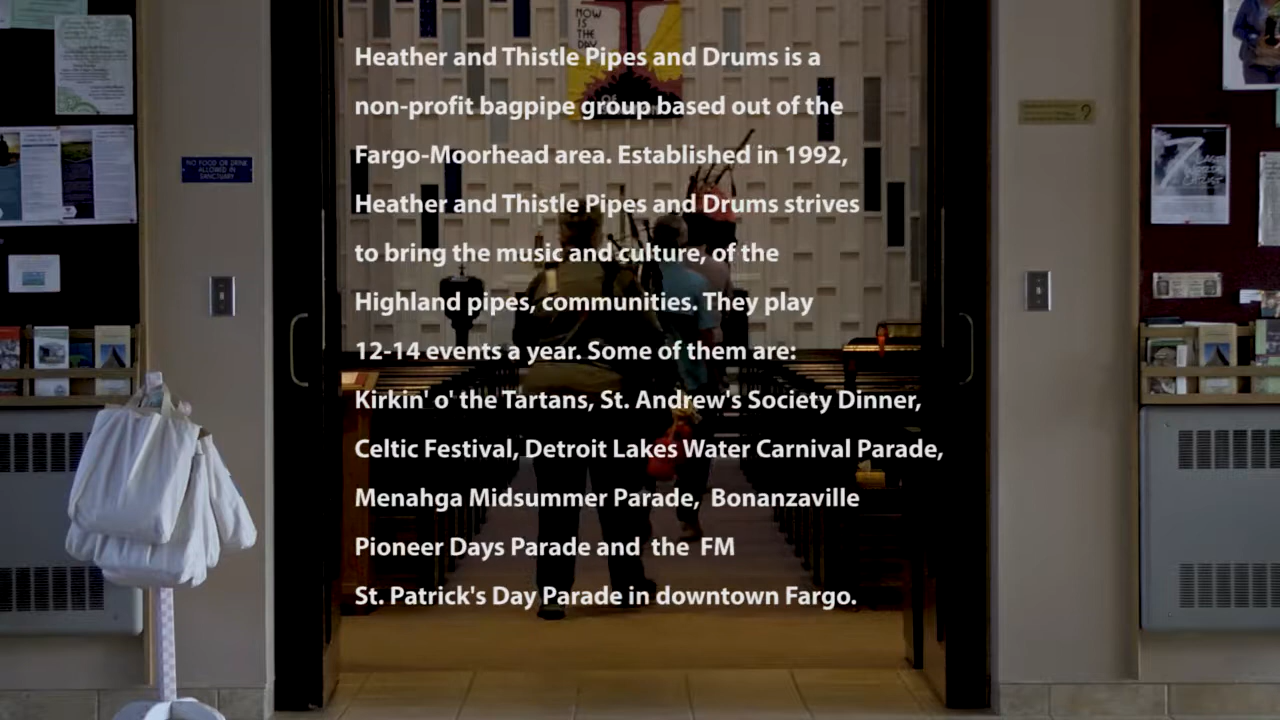 NOW
IS
THE
DAY
Heather and Thistle Pipes and Drums is a
non-profit bagpipe group based out of the
Fargo-Moorhead area. Established in 1992,
Heather and Thistle Pipes and Drums strives
to bring the music and culture, of the
Highland pipes, communities. They play
12-14 events a year. Some of them are:
Kirkin' o' the Tartans, St. Andrew's Society Dinner,
Celtic Festival, Detroit Lakes Water Carnival Parade,
Menahga Midsummer Parade,  Bonanzaville
Pioneer Days Parade and  the  FM
St. Patrick's Day Parade in downtown Fargo.
NO FOOD OR DRINK
ALLOWED IN
SANCTUARY